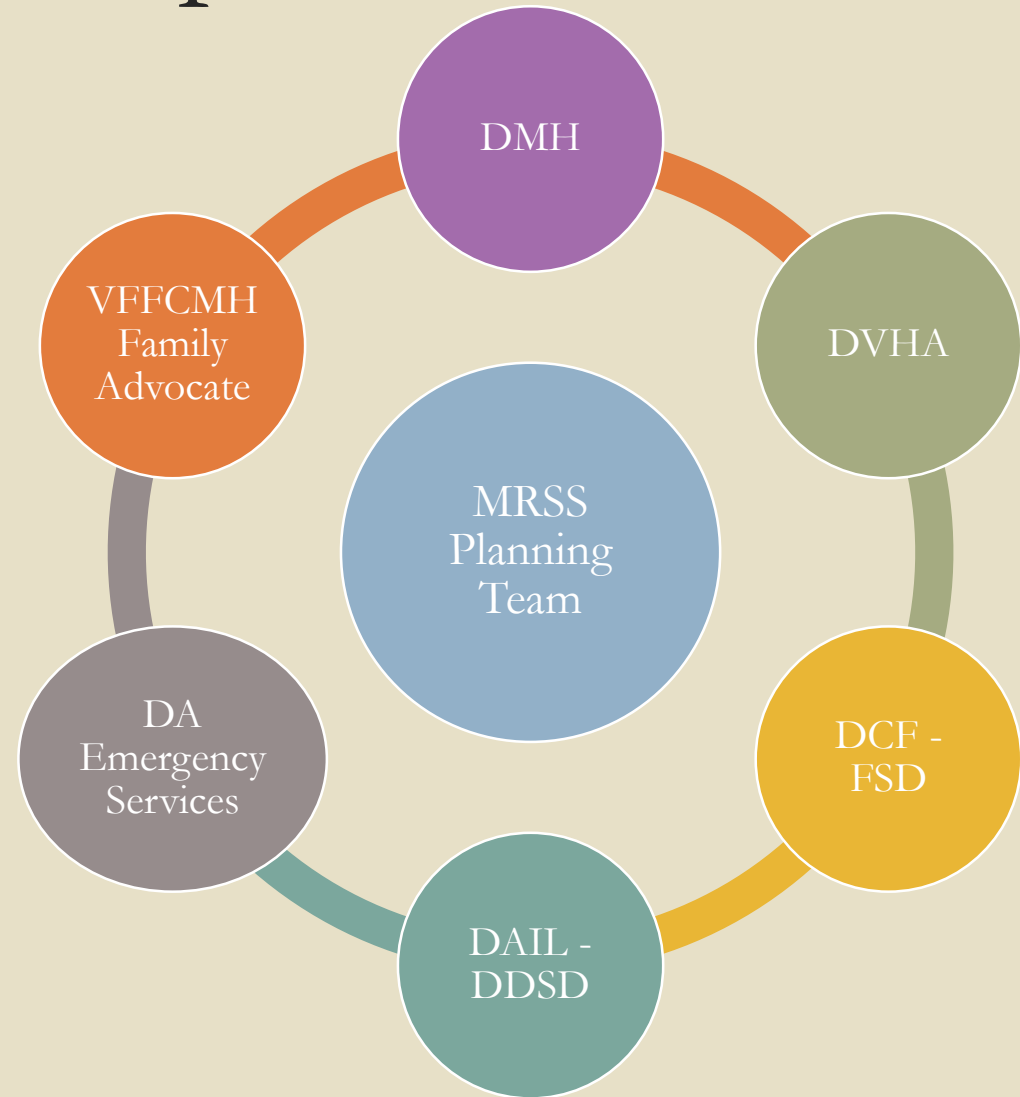 DMH
VFFCMH
Family
Advocate
DVHA
MRSS
Planning
Team
DA
Emergency
Services
DCF -
FSD
DAIL -
DDSD